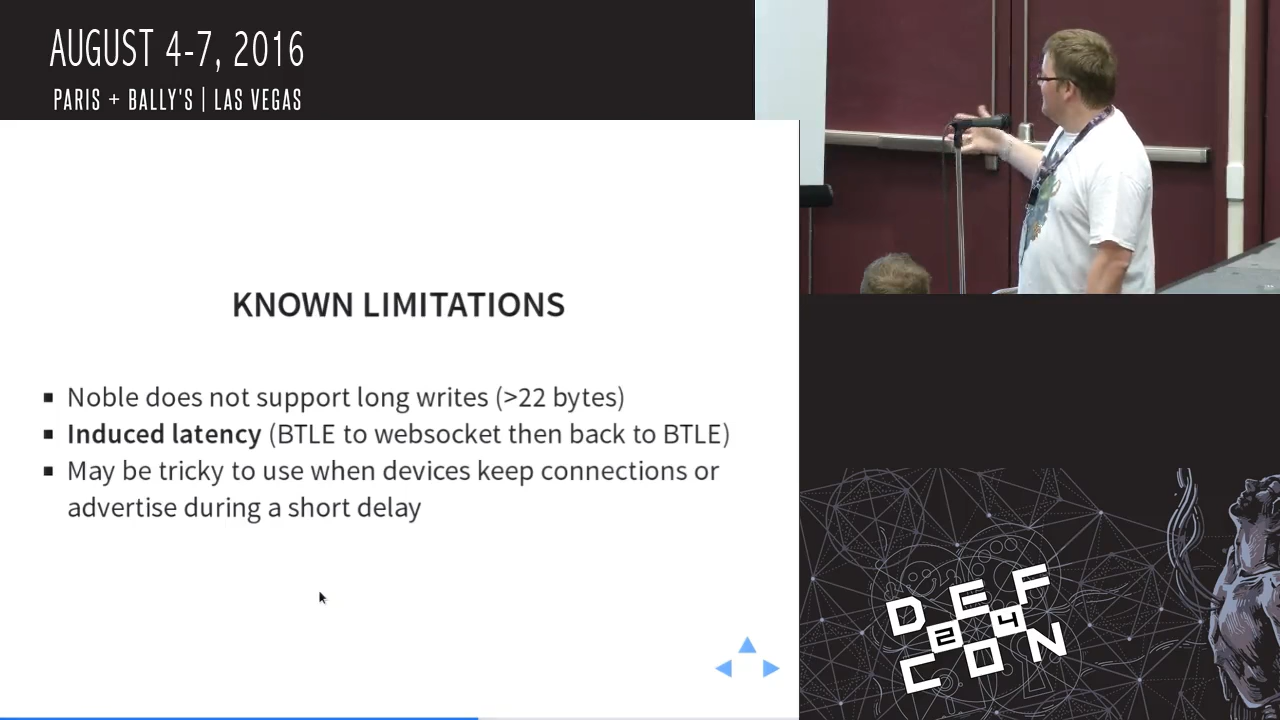 AUGUST 4-7, 2016
PARIS + BALLY'S | LAS VEGAS
KNOWN LIMITATIONS
Noble does not support long writes (>22 bytes)
Induced latency (BTLE to websocket then back to BTLE)
May be tricky to use when devices keep connections or
advertise during a short delay
DEF
24
CON